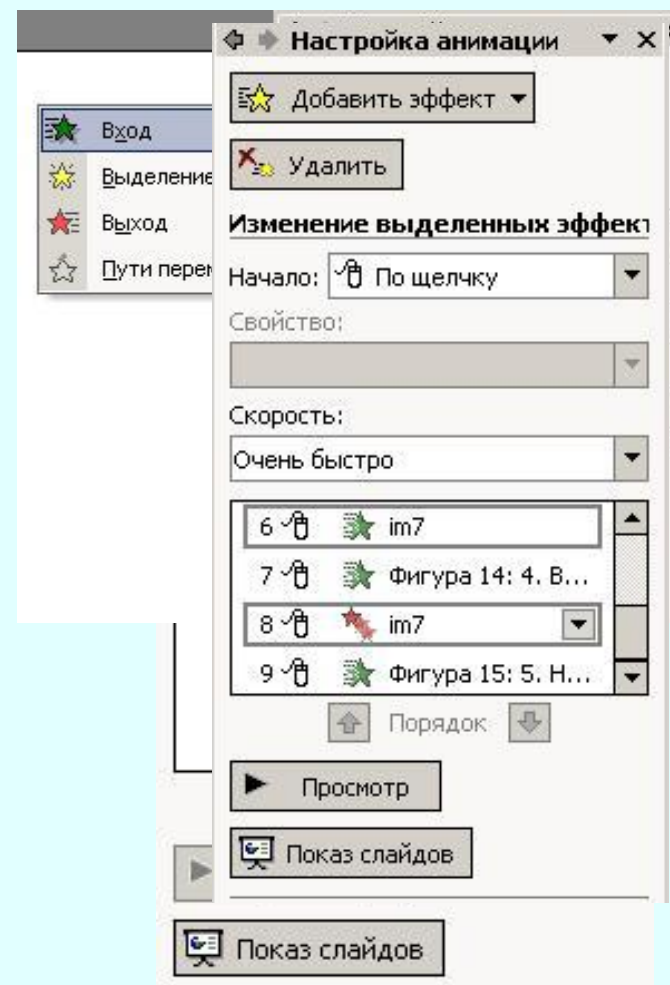 Настройка анимации
Добавить эффект
Вход
Выделение
Удалить
Выход
Изменение выделенных эффект
Пути перем
Начало: По щелчку
Свойство:
Скорость:
Очень быстро
6 im7
7 Фигура 14: 4. В...
8 im7
9 Фигура 15: 5. Н...
Порядок
Просмотр
Показ слайдов
Показ слайдов